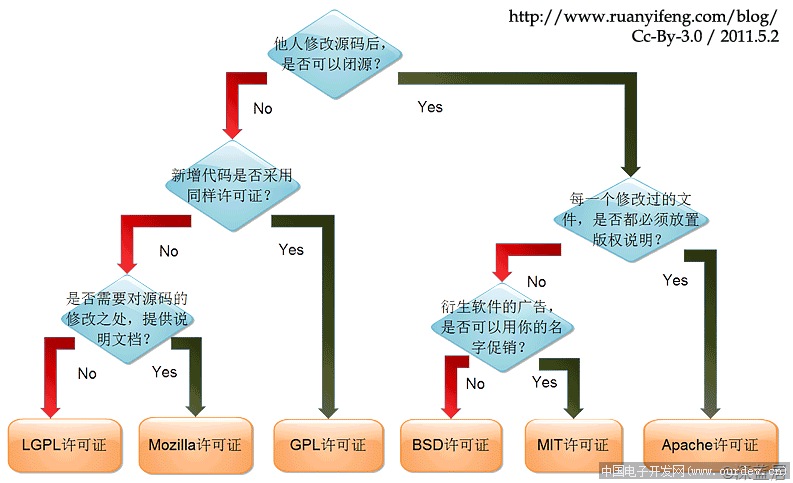 http://www.ruanyifeng.com/blog/
Cc-By-3.0 / 2011.5.2
他人修改源码后，
是否可以闭源？
No
Yes
新增代码是否采用
同样许可证？
每一个修改过的文
件，是否都必须放置
版权说明？
No
Yes
No
Yes
是否需要对源码的
修改之处，提供说
明文档？
衍生软件的广告，
是否可以用你的名
字促销？
No
Yes
No
Yes
LGPL许可证
Mozilla许可证
GPL许可证
BSD许可证
MIT许可证
Apache许可证
中国电子开发网(www.ourdev.cn)